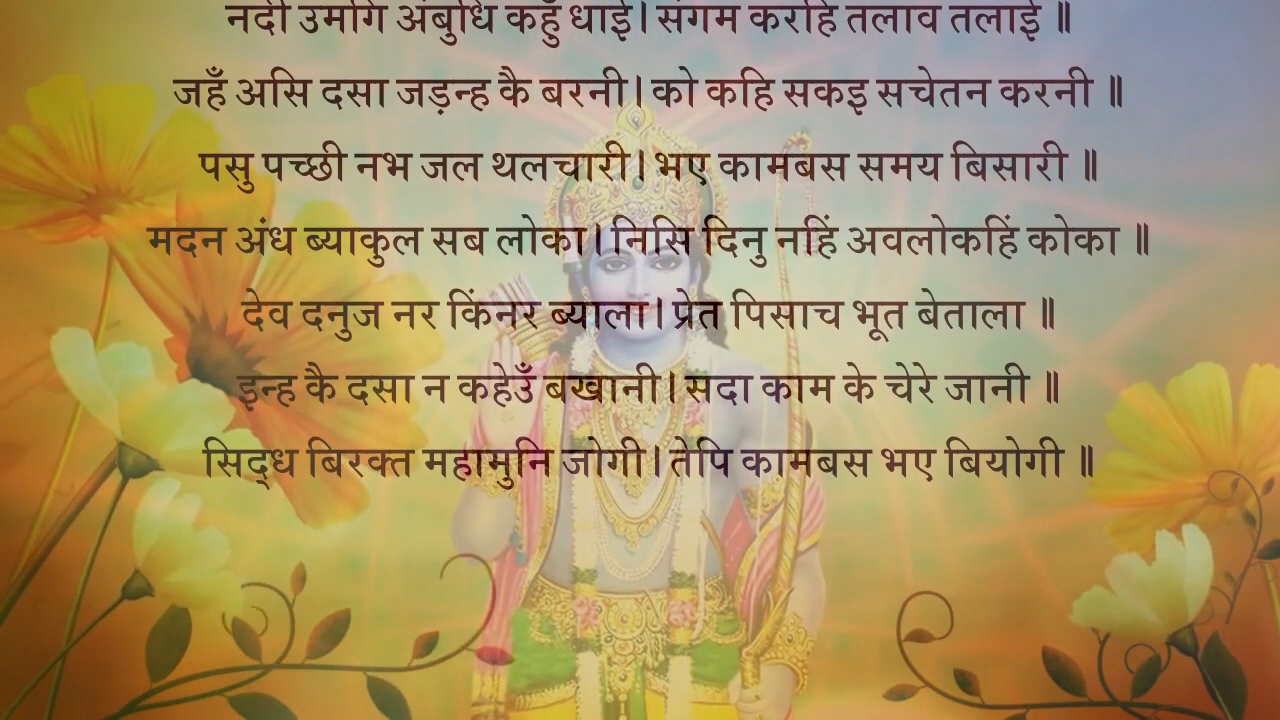 नदी उमगि अंबुधि कहुँ धाई। संगम करहिं तलाव तलाई ॥
जहँ असि दसा जड़न्ह कै बरनी। को कहि सकइ सचेतन करनी ॥
पसु पच्छी नभ जल थलचारी। भए कामबस समय बिसारी ॥
मदन अंध ब्याकुल सब लोका। निसि दिनु नहिं अवलोकहिं कोका ॥
देव दनुज नर किंनर ब्याला। प्रेत पिसाच भूत बेताला ॥
इन्ह कै दसा न कहेउँ बखानी। सदा काम के चेरे जानी ॥
सिद्ध बिरक्त महामुनि जोगी। तेपि कामबस भए बियोगी ॥